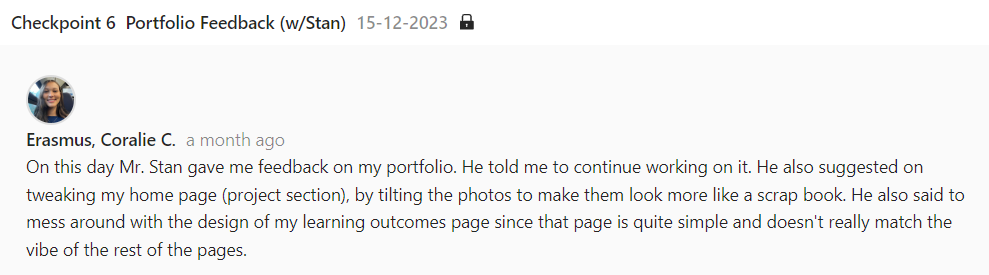 Checkpoint 6 Portfolio Feedback (w/Stan) 15-12-2023
Erasmus, Coralie C. a month ago
On this day Mr. Stan gave me feedback on my portfolio. He told me to continue working on it. He also suggested on
tweaking my home page (project section), by tilting the photos to make them look more like a scrap book. He also said to
mess around with the design of my learning outcomes page since that page is quite simple and doesn't really match the
vibe of the rest of the pages.